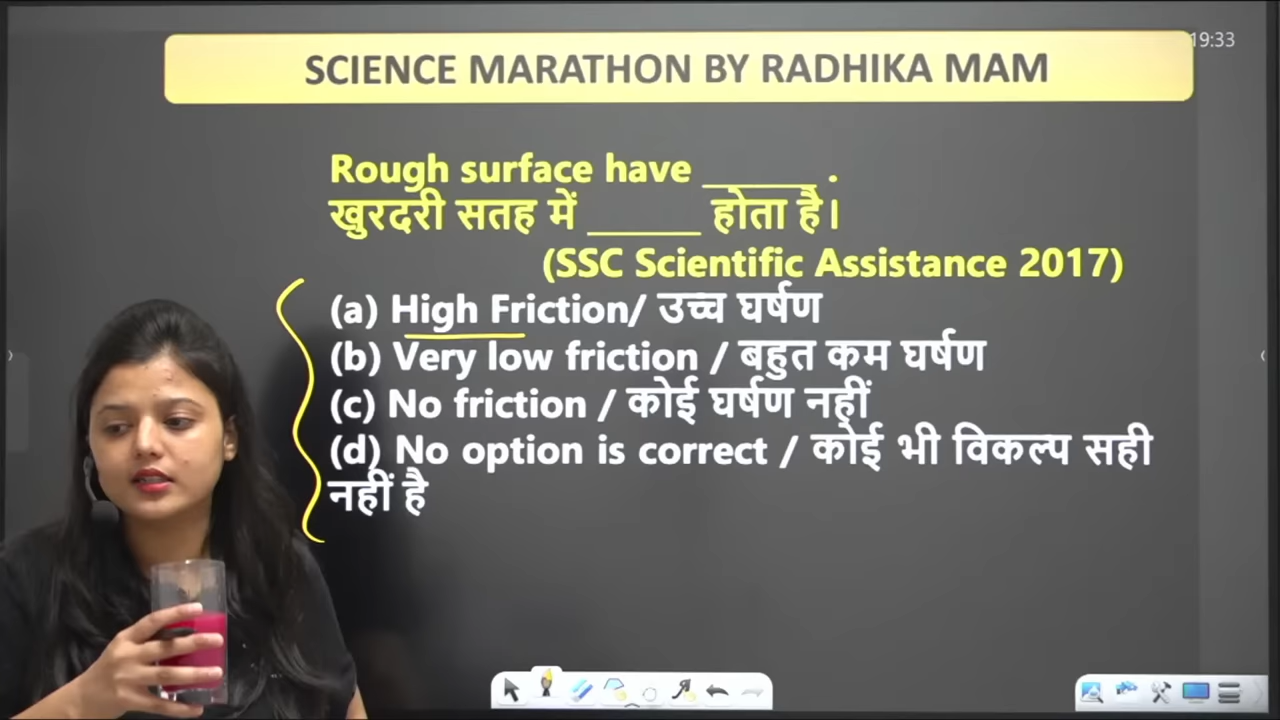 19:33
SCIENCE MARATHON BY RADHIKA MAM
Rough surface have ______ .
खुरदरी सतह में ______ होता है।
(SSC Scientific Assistance 2017)
(a) High Friction/ उच्च घर्षण
(b) Very low friction / बहुत कम घर्षण
(c) No friction / कोई घर्षण नहीं
(d) No option is correct / कोई भी विकल्प सही
नहीं है